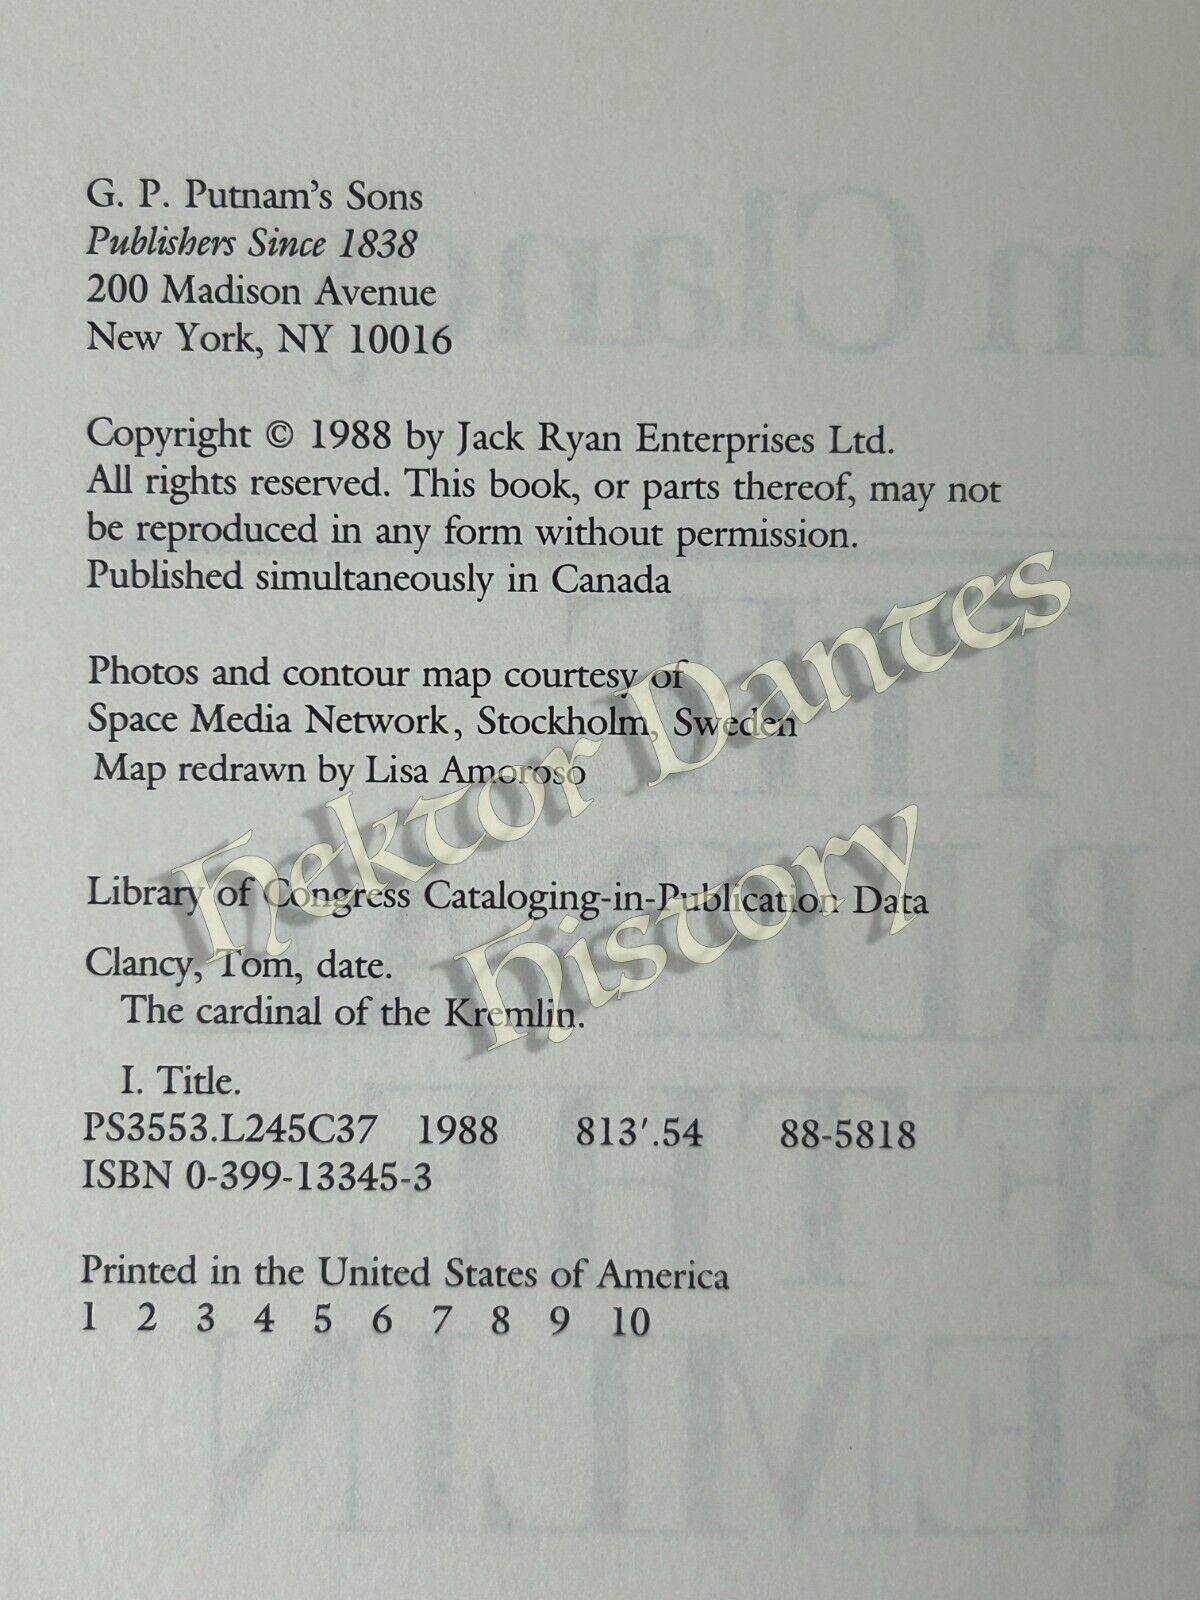 G. P. Putnam's Sons
Publishers Since 1838
200 Madison Avenue
New York, NY 10016
Copyright © 1988 by Jack Ryan Enterprises Ltd.
All rights reserved. This book, or parts thereof, may not
be reproduced in any form without permission.
Published simultaneously in Canada
Photos and contour map courtesy of
Space Media Network, Stockholm, Sweden
Map redrawn by Lisa Amoroso
Hektor Dantes
History
Library of Congress Cataloging-in-Publication Data
Clancy, Tom, date.
The cardinal of the Kremlin.
I. Title.
PS3553.L245C37 1988 813′.54 88-5818
ISBN 0-399-13345-3
Printed in the United States of America
1 2 3 4 5 6 7 8 9 10